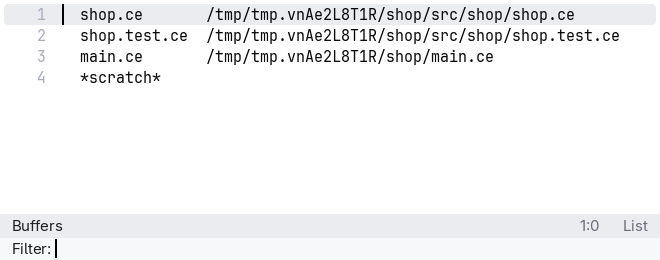 1 shop.ce /tmp/tmp.vnAe2L8T1R/shop/src/shop/shop.ce
2 shop.test.ce /tmp/tmp.vnAe2L8T1R/shop/src/shop/shop.test.ce
3 main.ce /tmp/tmp.vnAe2L8T1R/shop/main.ce
4 *scratch*
Buffers 1:0 List
Filter: